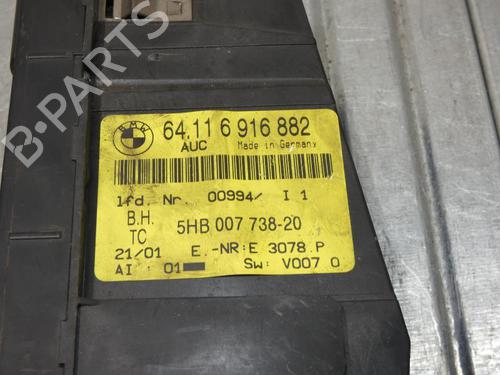 B-PARTS
BMW
64.11 6 916 882
AUC Made in Germany
lfd. Nr. 00994/ I 1
B.H. 5HB 007 738-20
TC
21/01 E.-NR:E 3078.P
AI : 01 SW: V007 0